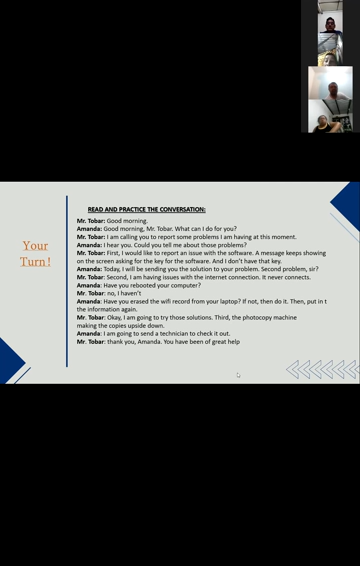 Your
Turn!
READ AND PRACTICE THE CONVERSATION:
Mr. Tobar: Good morning.
Amanda: Good morning, Mr. Tobar. What can I do for you?
Mr. Tobar: I am calling you to report some problems I am having at this moment.
Amanda: I hear you. Could you tell me about those problems?
Mr. Tobar: First, I would like to report an issue with the software. A message keeps showing
on the screen asking for the key for the software. And I don't have that key.
Amanda: Today, I will be sending you the solution to your problem. Second problem, sir?
Mr. Tobar: Second, I am having issues with the internet connection. It never connects.
Amanda: Have you rebooted your computer?
Mr. Tobar: no, I haven't
Amanda: Have you erased the wifi record from your laptop? If not, then do it. Then, put in t
the information again.
Mr. Tobar: Okay, I am going to try those solutions. Third, the photocopy machine
making the copies upside down.
Amanda: I am going to send a technician to check it out.
Mr. Tobar: thank you, Amanda. You have been of great help